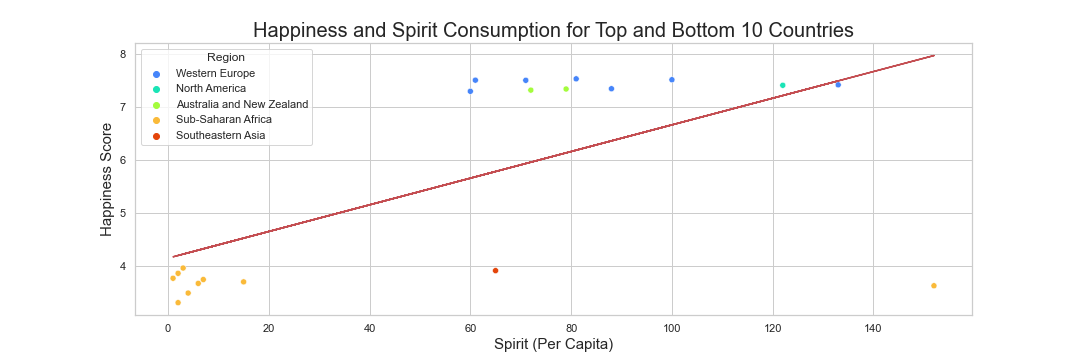 Happiness and Spirit Consumption for Top and Bottom 10 Countries
Region
Western Europe
North America
Australia and New Zealand
Sub-Saharan Africa
Southeastern Asia
Happiness Score
8
7
6
5
4
0 20 40 60 80 100 120 140
Spirit (Per Capita)